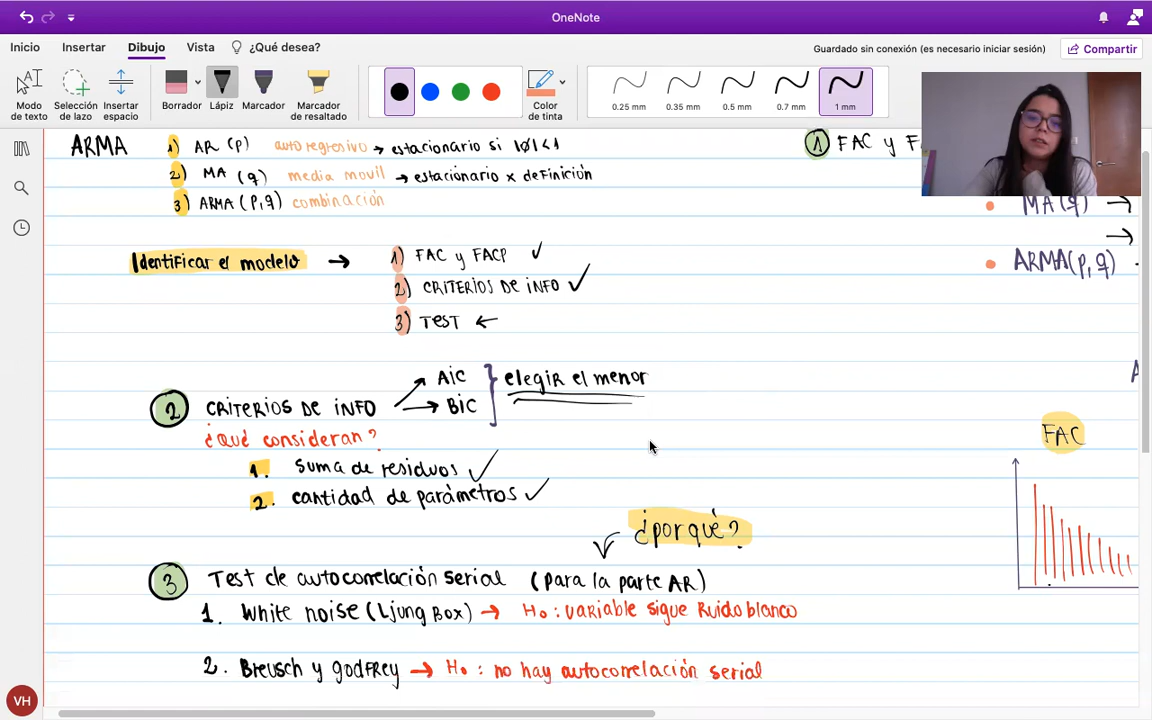 OneNote
Inicio Insertar Dibujo Vista ¿Qué desea?
Guardado sin conexión (es necesario iniciar sesión) Compartir
Modo de texto
Selección de lazo
Insertar espacio
Borrador
Lápiz
Marcador
Marcador de resaltado
Color de tinta
0.25 mm 0.35 mm 0.5 mm 0.7 mm 1 mm
ARMA
1) AR (p) autoregresivo → estacionario si |ø|<1
2) MA (q) media movil → estacionario x definición
3) ARMA (p,q) combinación
1 FAC y F
MA(q) →
→
ARMA(p,q)
Identificar el modelo →
1) FAC y FACP ✓
2) CRITERIOS DE INFO ✓
3) TEST ←
2 CRITERIOS DE INFO → AIC
→ BIC
} elegir el menor
¿Qué consideran?
1. suma de residuos ✓
2. cantidad de parámetros ✓
¿porqué?
3 Test de autocorrelación serial (para la parte AR)
1. White noise (Ljung Box) → Ho: variable sigue Ruido blanco
2. Breusch y godfrey → Ho: no hay autocorrelación serial
FAC
VH